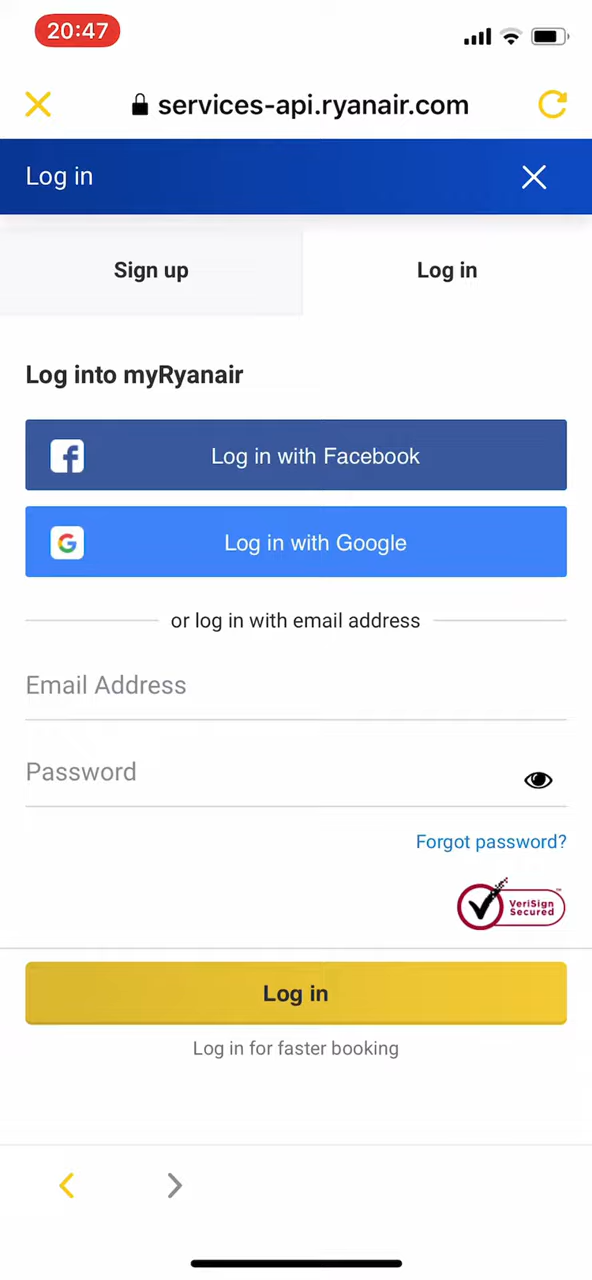 20:47
services-api.ryanair.com
Log in
Sign up
Log in
Log into myRyanair
Log in with Facebook
Log in with Google
or log in with email address
Email Address
Password
Forgot password?
VeriSign
Secured
Log in
Log in for faster booking